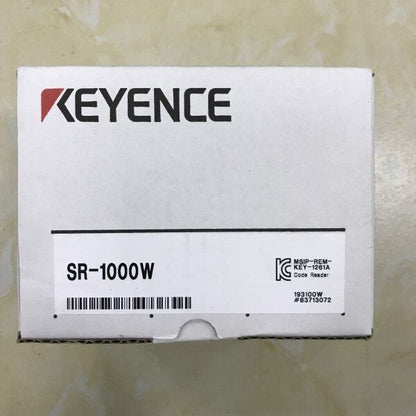 KEYENCE
SR-1000W
MSIP-REM-
KEY-1261A
Code Reader
193100W
#83713072